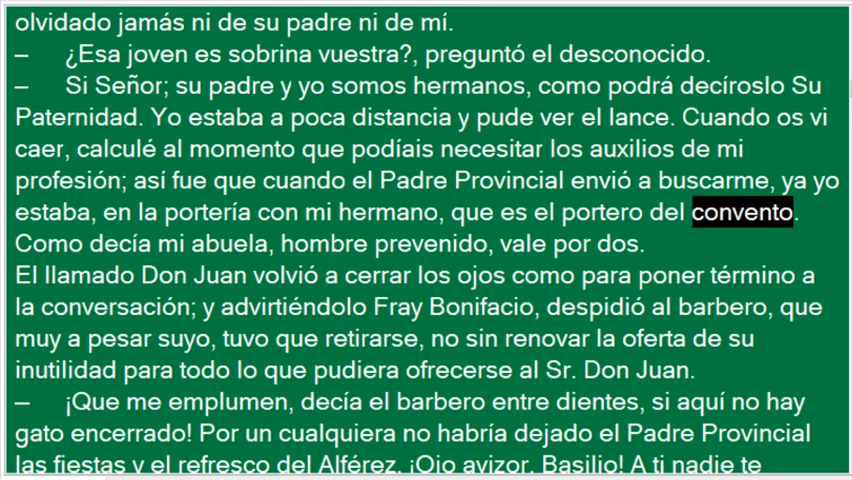 olvidado jamás ni de su padre ni de mí.
– ¿Esa joven es sobrina vuestra?, preguntó el desconocido.
– Si Señor; su padre y yo somos hermanos, como podrá decíroslo Su
Paternidad. Yo estaba a poca distancia y pude ver el lance. Cuando os vi
caer, calculé al momento que podíais necesitar los auxilios de mi
profesión; así fue que cuando el Padre Provincial envió a buscarme, ya yo
estaba, en la portería con mi hermano, que es el portero del convento.
Como decía mi abuela, hombre prevenido, vale por dos.
El llamado Don Juan volvió a cerrar los ojos como para poner término a
la conversación; y advirtiéndolo Fray Bonifacio, despidió al barbero, que
muy a pesar suyo, tuvo que retirarse, no sin renovar la oferta de su
inutilidad para todo lo que pudiera ofrecerse al Sr. Don Juan.
– ¡Que me emplumen, decía el barbero entre dientes, si aquí no hay
gato encerrado! Por un cualquiera no habría dejado el Padre Provincial
las fiestas y el refresco del Alférez. ¡Ojo avizor, Basilio! A ti nadie te